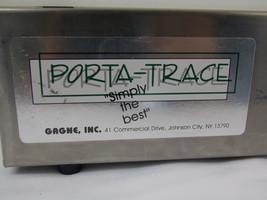 PORTA-TRACE
"Simply
the
best"
GAGNE, INC. 41 Commercial Drive, Johnson City, NY 13790